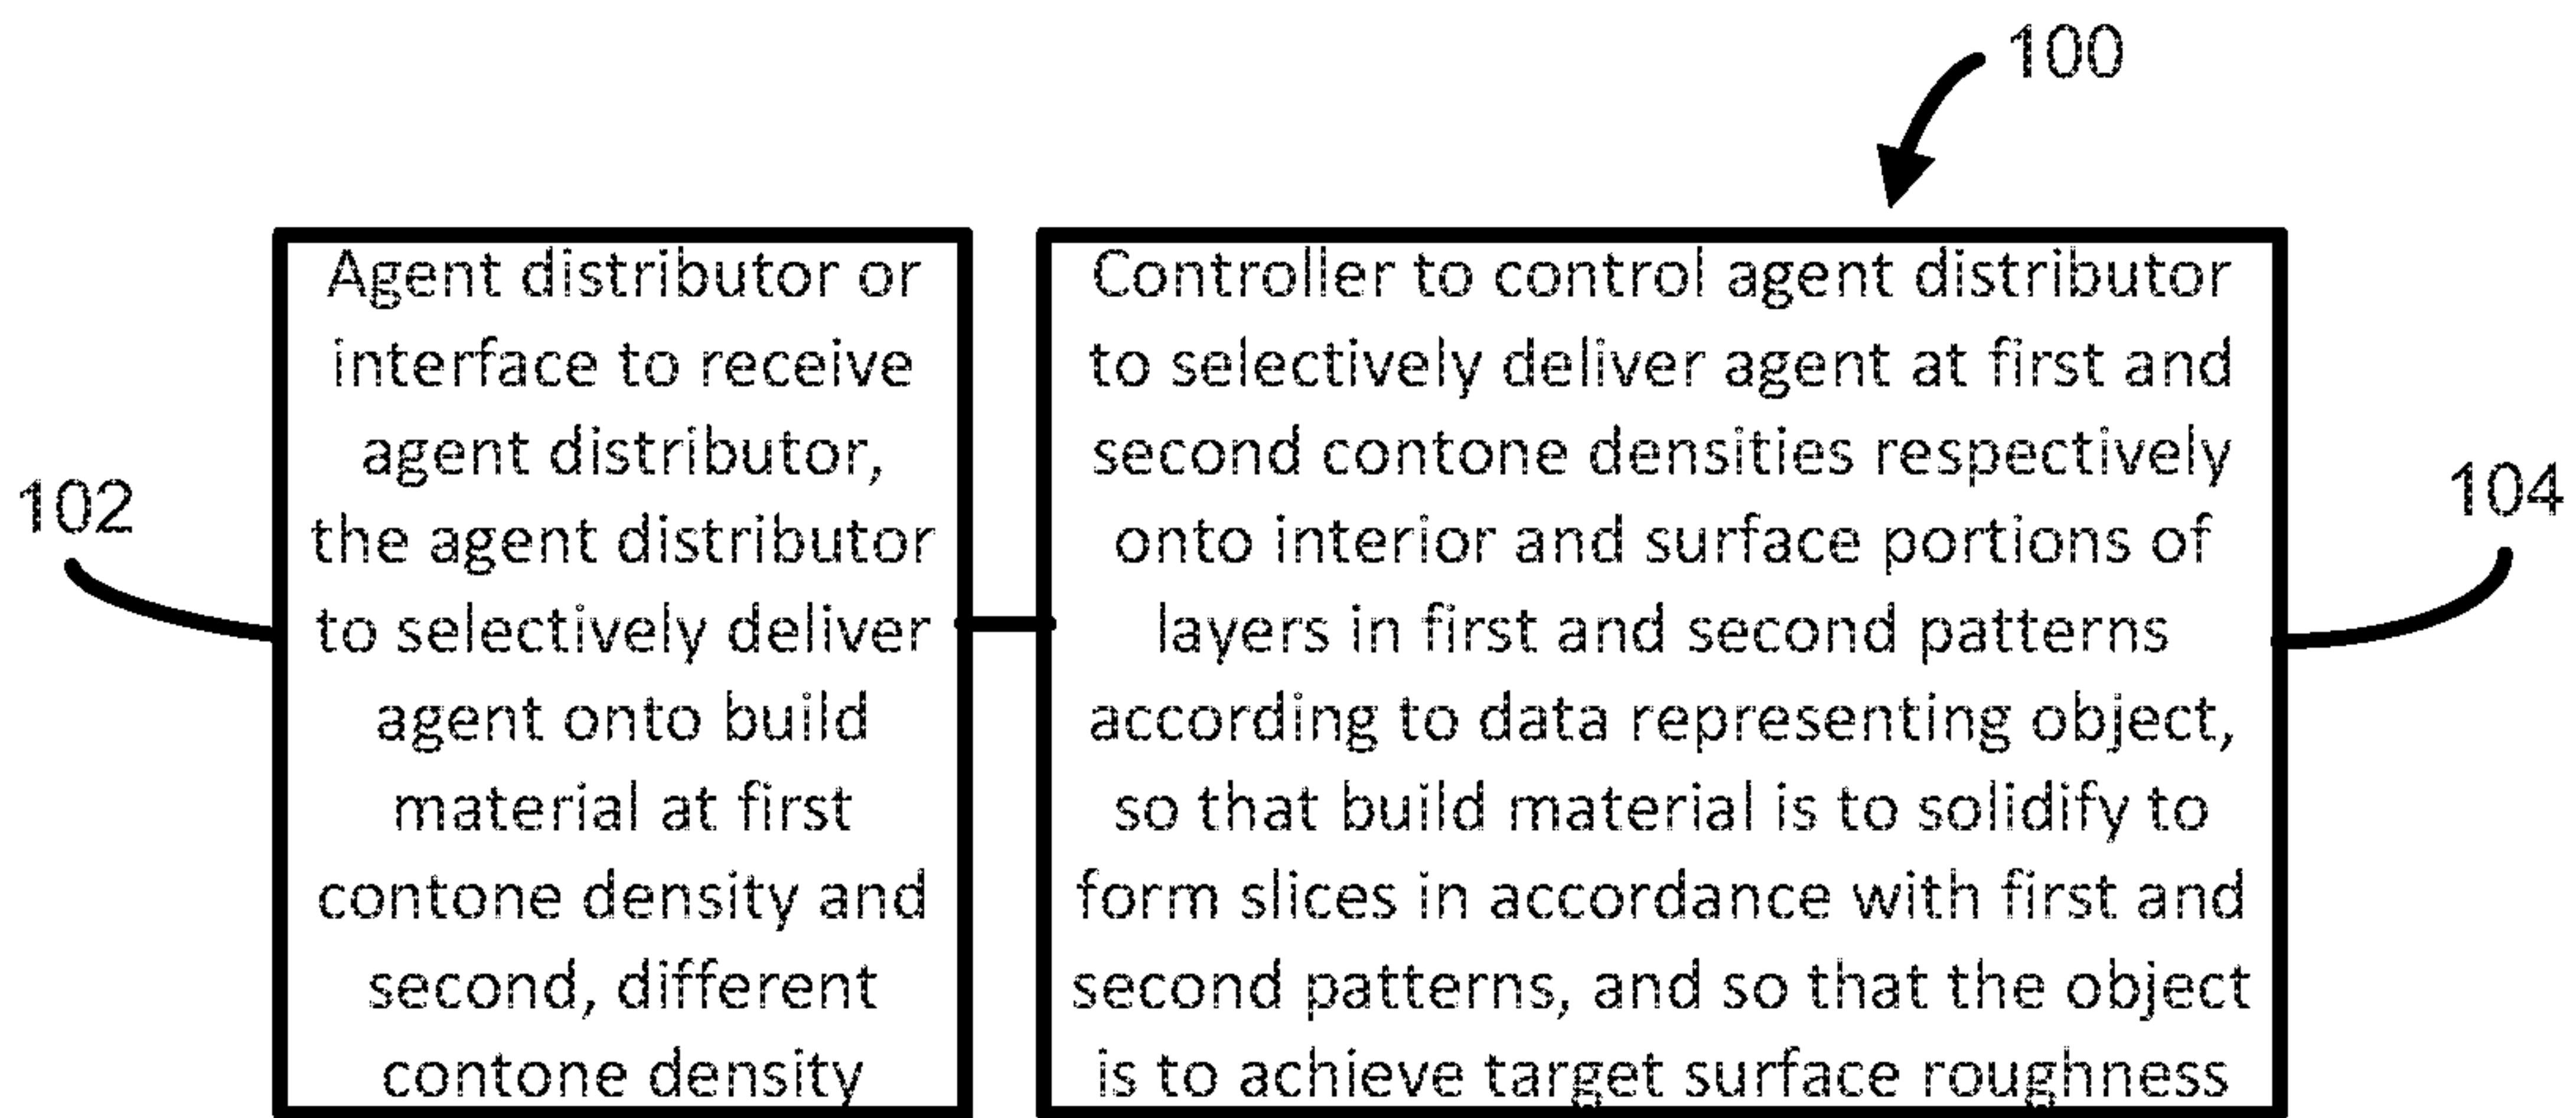 100
102
Agent distributor or
interface to receive
agent distributor,
the agent distributor
to selectively deliver
agent onto build
material at first
contone density and
second, different
contone density
Controller to control agent distributor
to selectively deliver agent at first and
second contone densities respectively
onto interior and surface portions of
layers in first and second patterns
according to data representing object,
so that build material is to solidify to
form slices in accordance with first and
second patterns, and so that the object
is to achieve target surface roughness
104